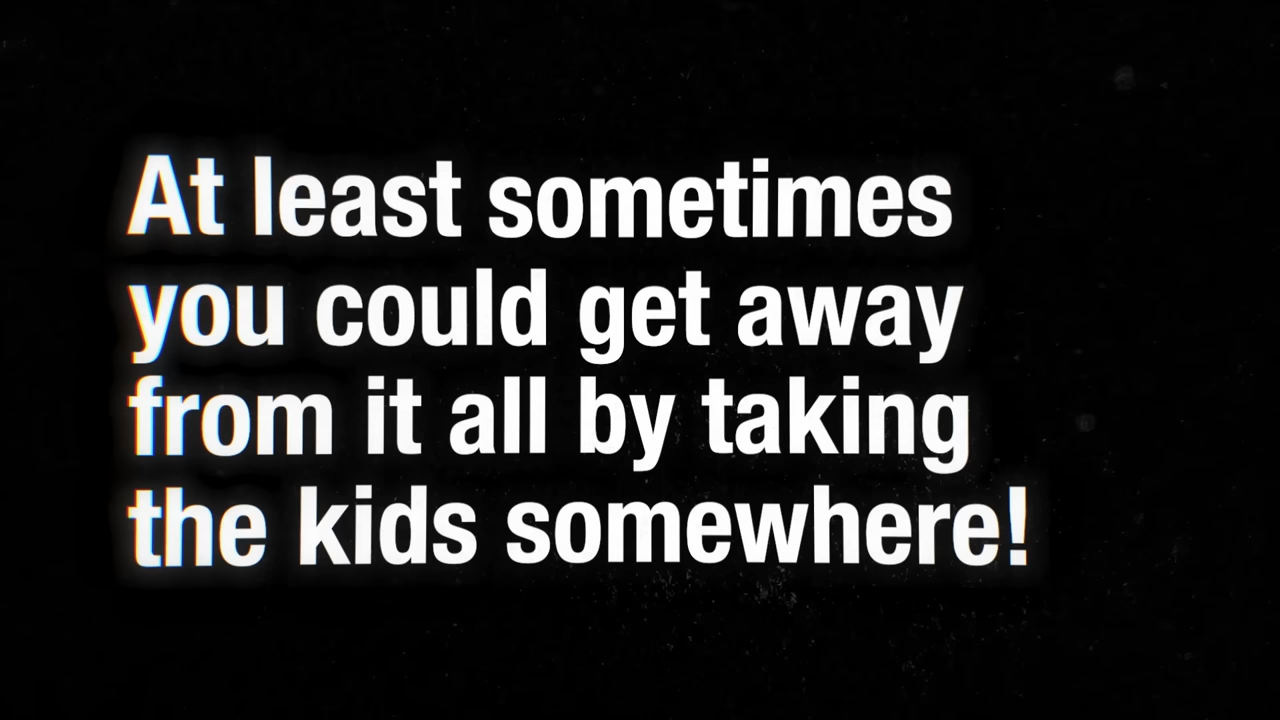 At least sometimes
you could get away
from it all by taking
the kids somewhere!